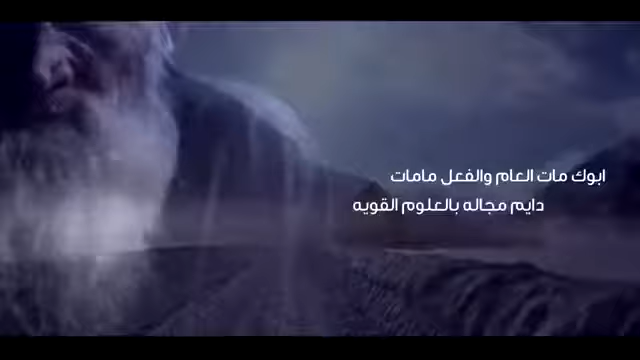 ابوك مات العام والفعل مامات
دايم مجاله بالعلوم القويه